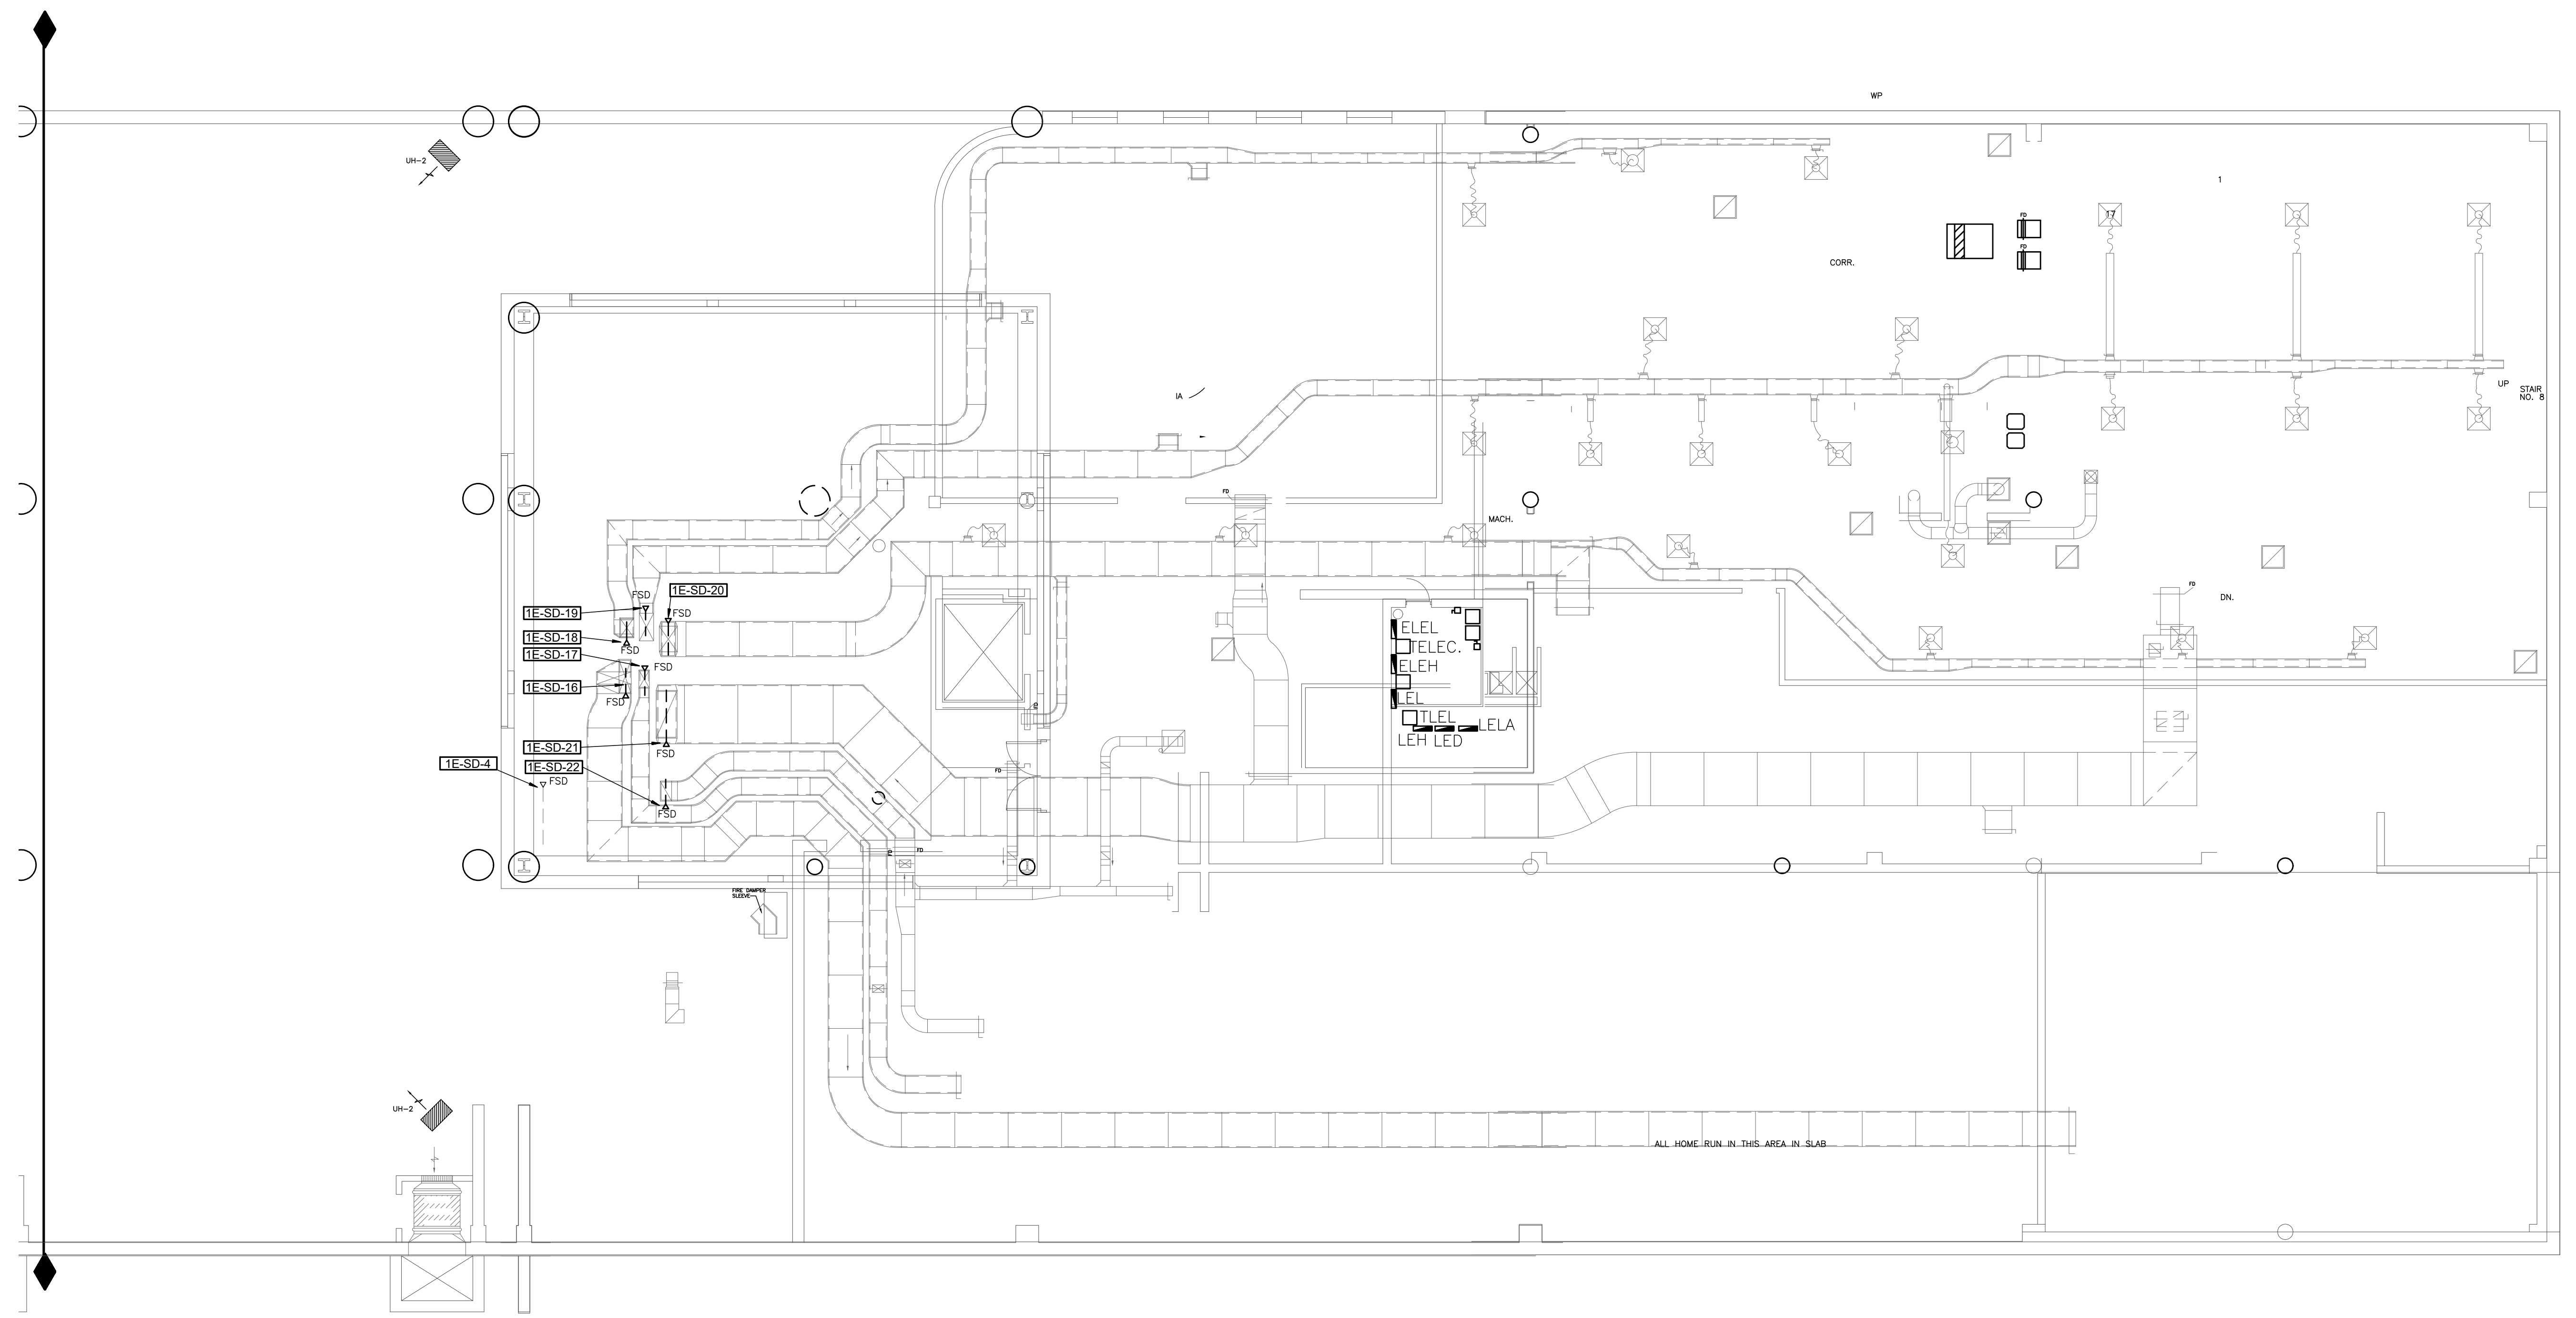 WP
UH-2
1
17
FD
FD
CORR.
UP
STAIR
NO. 8
IA
FD
MACH.
1E-SD-20
FSD
1E-SD-19
FSD
1E-SD-18
FSD
1E-SD-17
FSD
1E-SD-16
FSD
1E-SD-21
FSD
1E-SD-22
FSD
1E-SD-4
FSD
FD
DN.
ELEL
TELEC.
ELEH
LEL
TLEL
LELA
LEH
LED
FD
FD
FD
FIRE DAMPER
SLEEVE
UH-2
ALL HOME RUN IN THIS AREA IN SLAB